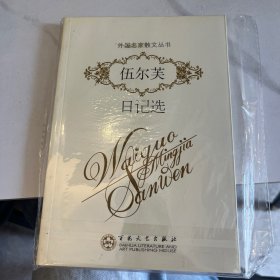 外国名家散文丛书
伍尔芙
日记选
Waiguo
Mingjia
Sanwen
百花文艺出版社
BAIHUA LITERATURE AND
ART PUBLISHING HOUSE